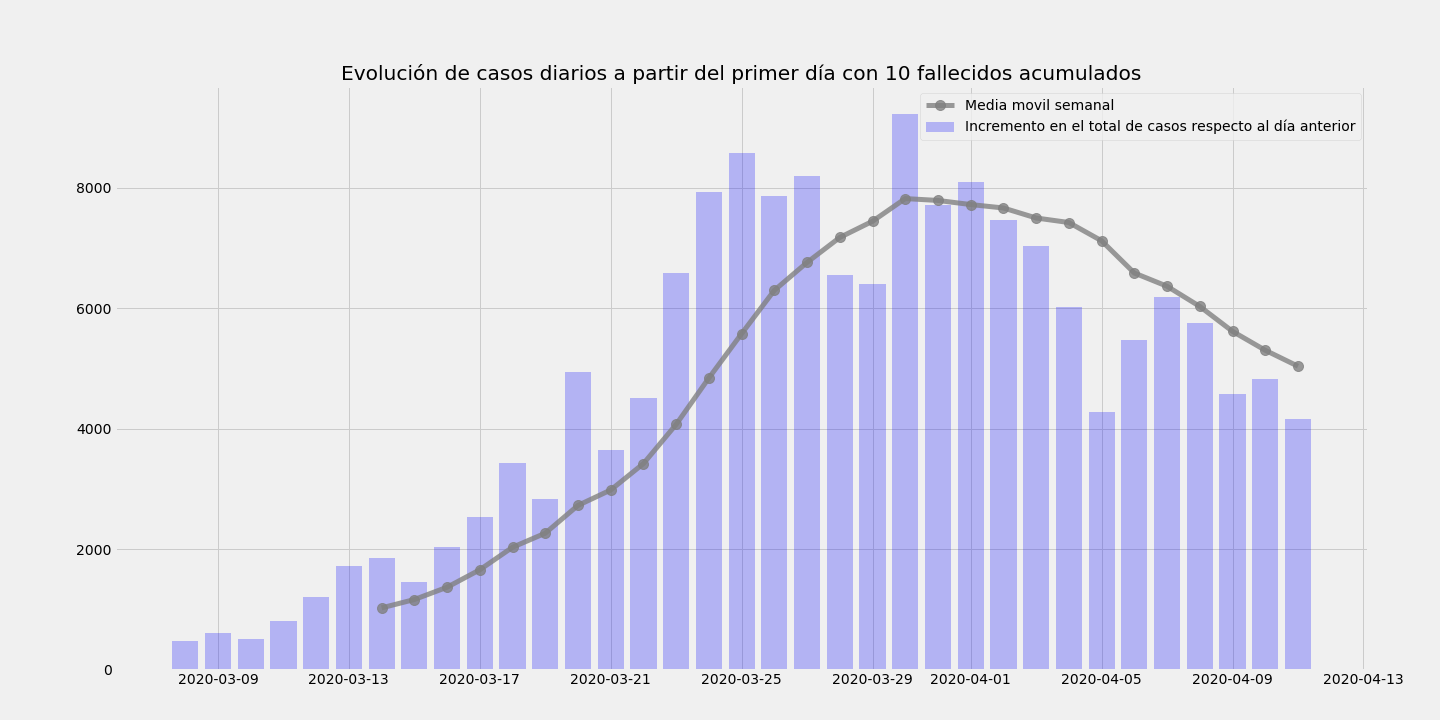 Evolución de casos diarios a partir del primer día con 10 fallecidos acumulados
Media movil semanal
Incremento en el total de casos respecto al día anterior
8000
6000
4000
2000
0
2020-03-09 2020-03-13 2020-03-17 2020-03-21 2020-03-25 2020-03-29 2020-04-01 2020-04-05 2020-04-09 2020-04-13